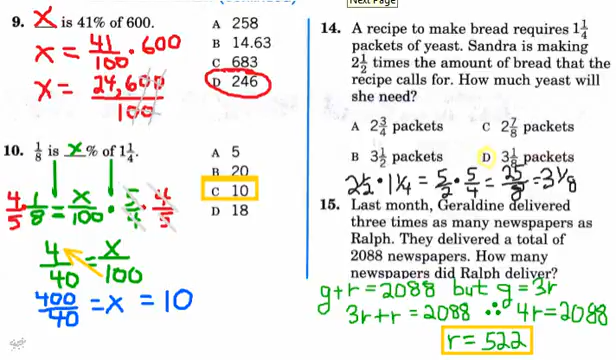 Next Page
9. x is 41% of 600.
x = 41/100 · 600
x = 24,600/100
A 258
B 14.63
C 683
D 246
10. 1/8 is x % of 1 1/4.
4/5 · 1/8 = x/100 · 5/4 · 4/5
4/40 = x/100
400/40 = x = 10
A 5
B 20
C 10
D 18
14. A recipe to make bread requires 1 1/4
packets of yeast. Sandra is making
2 1/2 times the amount of bread that the
recipe calls for. How much yeast will
she need?
A 2 3/4 packets C 2 7/8 packets
B 3 1/2 packets D 3 1/8 packets
2 1/2 · 1 1/4 = 5/2 · 5/4 = 25/8 = 3 1/8
15. Last month, Geraldine delivered
three times as many newspapers as
Ralph. They delivered a total of
2088 newspapers. How many
newspapers did Ralph deliver?
g+r = 2088 but g = 3r
3r+r = 2088 ∴ 4r = 2088
r = 522